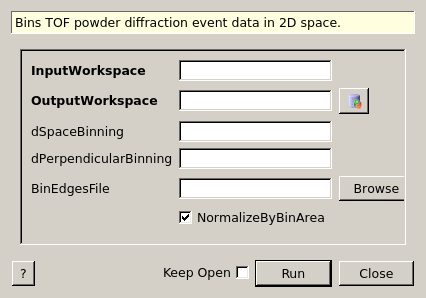 Bins TOF powder diffraction event data in 2D space.
InputWorkspace
OutputWorkspace
dSpaceBinning
dPerpendicularBinning
BinEdgesFile Browse
NormalizeByBinArea
? Keep Open Run Close